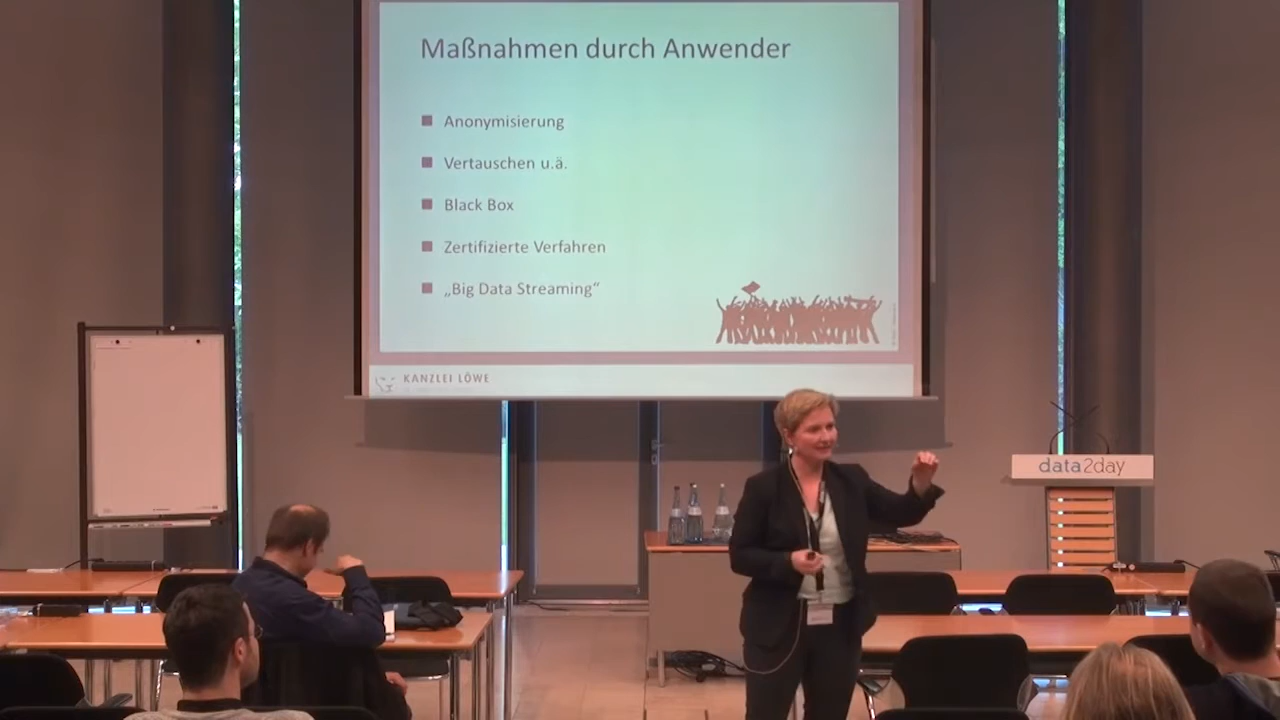 Maßnahmen durch Anwender
Anonymisierung
Vertauschen u.ä.
Black Box
Zertifizierte Verfahren
„Big Data Streaming“
KANZLEI LÖWE
data2day